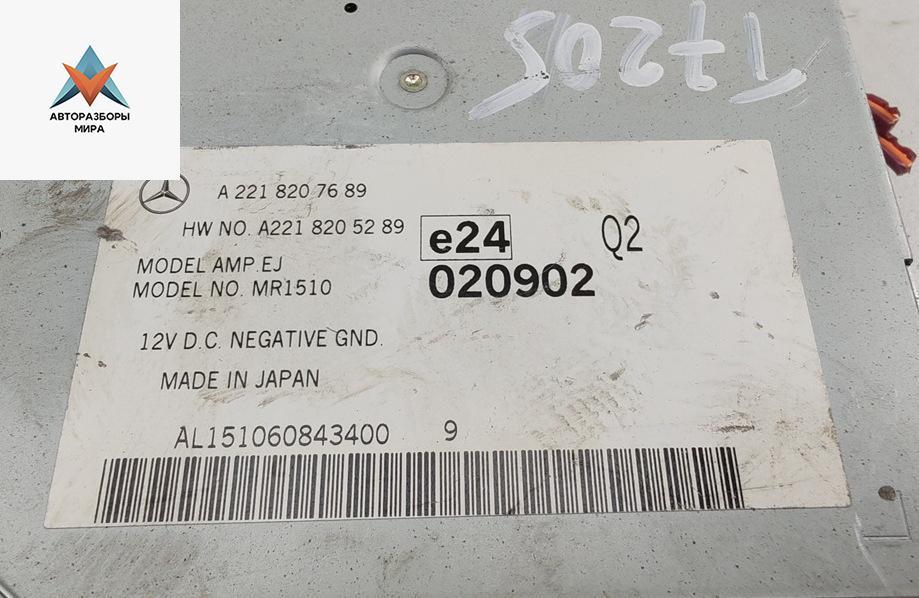 АВТОРАЗБОРЫ
МИРА
T7205
A 221 820 76 89
HW NO. A221 820 52 89
e24
Q2
MODEL AMP.EJ
020902
MODEL NO. MR1510
12V D.C. NEGATIVE GND.
MADE IN JAPAN
AL151060843400 9